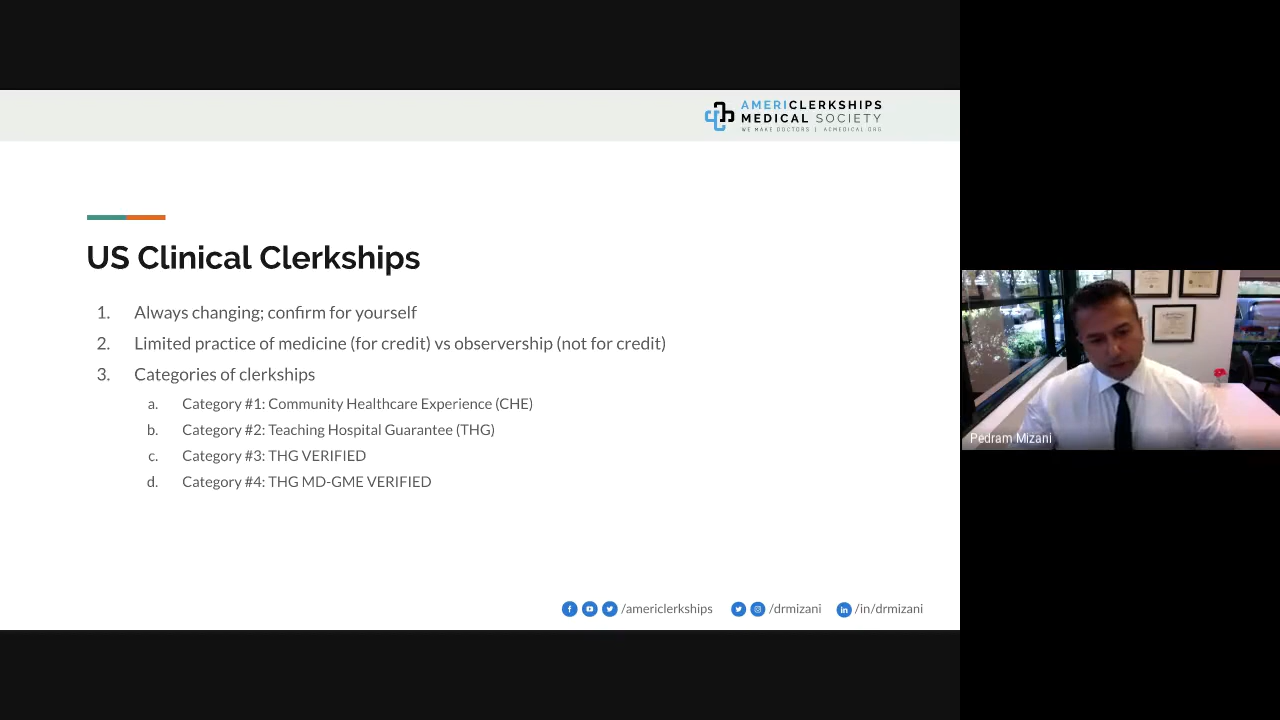 AMERICLERKSHIPS
MEDICAL SOCIETY
WE MAKE DOCTORS | ACMEDICAL.ORG
US Clinical Clerkships
1. Always changing; confirm for yourself
2. Limited practice of medicine (for credit) vs observership (not for credit)
3. Categories of clerkships
a. Category #1: Community Healthcare Experience (CHE)
b. Category #2: Teaching Hospital Guarantee (THG)
c. Category #3: THG VERIFIED
d. Category #4: THG MD-GME VERIFIED
Pedram Mizani
/americlerkships /drmizani /in/drmizani